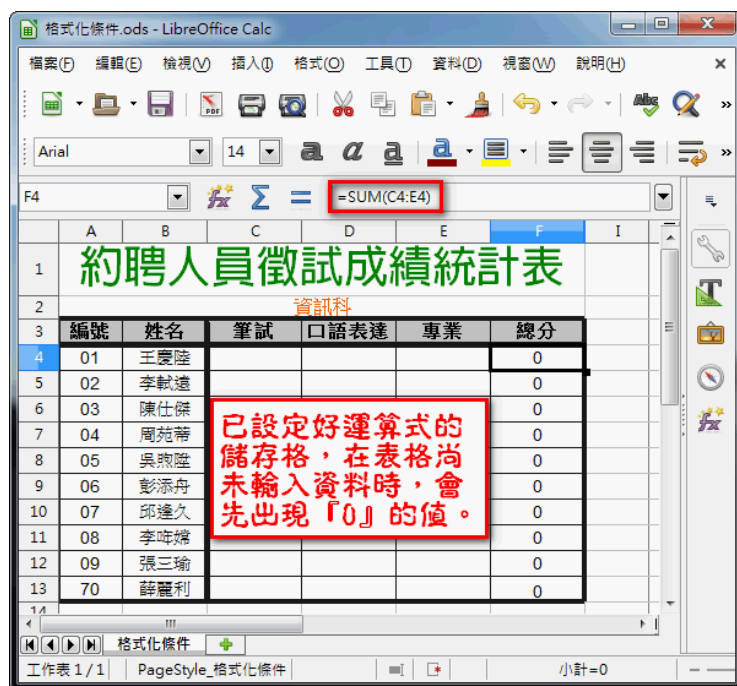 格式化條件.ods - LibreOffice Calc
檔案(F) 編輯(E) 檢視(V) 插入(I) 格式(O) 工具(T) 資料(D) 視窗(W) 說明(H)
PDF Abc
Arial 14 a a a a
F4 fx Σ = =SUM(C4:E4)
A B C D E F I
1 約聘人員徵試成績統計表
2 資訊科
3 編號 姓名 筆試 口語表達 專業 總分
4 01 王慶陸 0
5 02 李軾遠 0
6 03 陳仕傑 0
7 04 周苑蒂 0
8 05 吳煦陞 0
9 06 彭添舟 0
10 07 邱逢久 0
11 08 李咋嫦 0
12 09 張三瑜 0
13 70 薛麗利 0
14
已設定好運算式的
儲存格，在表格尚
未輸入資料時，會
先出現『0』的值。
格式化條件
工作表 1 / 1 PageStyle_格式化條件 小計=0